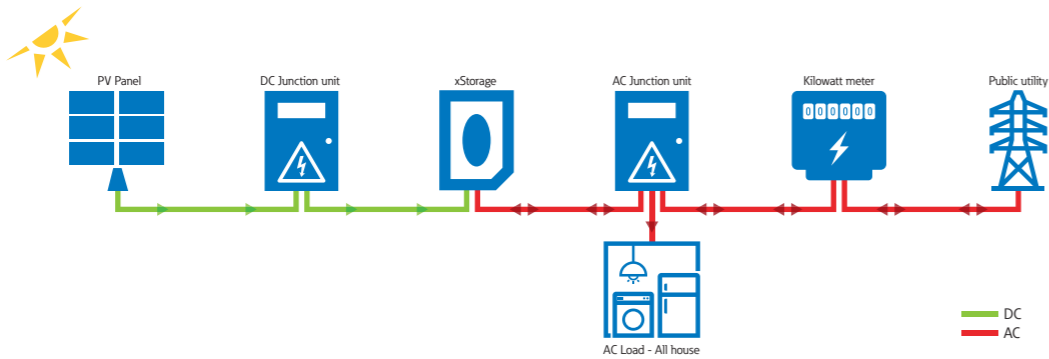 PV Panel
DC Junction unit
xStorage
AC Junction unit
Kilowatt meter
Public utility
000000
AC Load - All house
DC
AC